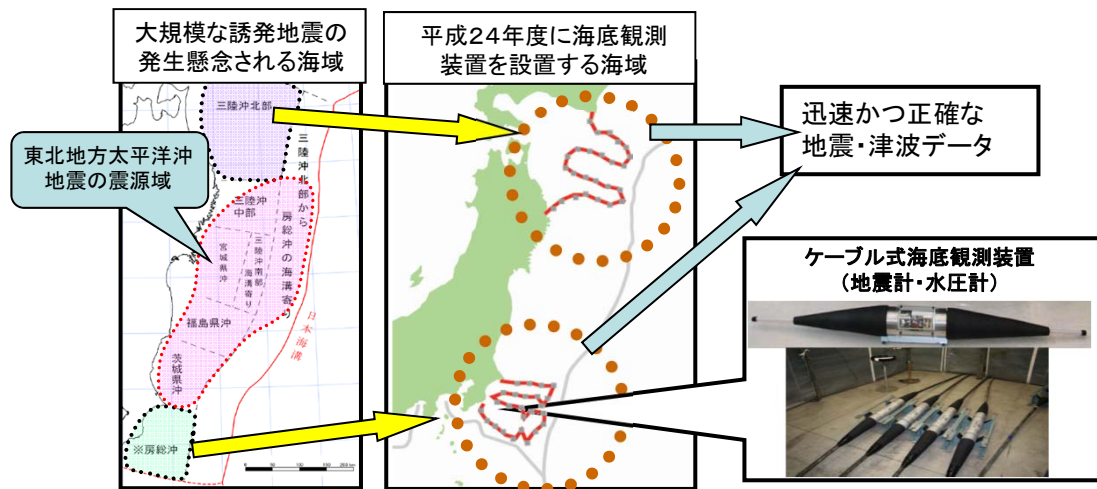 大規模な誘発地震の
発生懸念される海域
平成24年度に海底観測
装置を設置する海域
迅速かつ正確な
地震・津波データ
東北地方太平洋沖
地震の震源域
三陸沖北部
三陸沖北部から
房総沖の海溝寄り
三陸沖
中部
宮城県沖
三陸沖南部
海溝寄り
福島県沖
茨城県沖
日本海溝
※房総沖
ケーブル式海底観測装置
(地震計・水圧計)